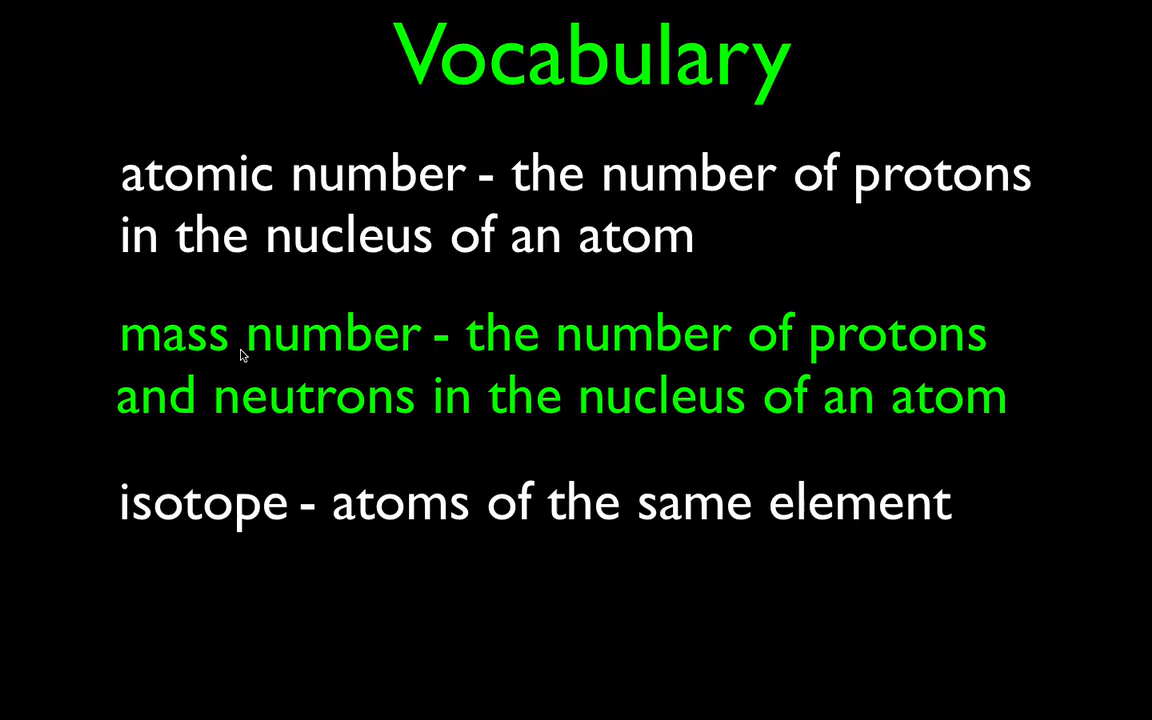 Vocabulary
atomic number - the number of protons
in the nucleus of an atom
mass number - the number of protons
and neutrons in the nucleus of an atom
isotope - atoms of the same element